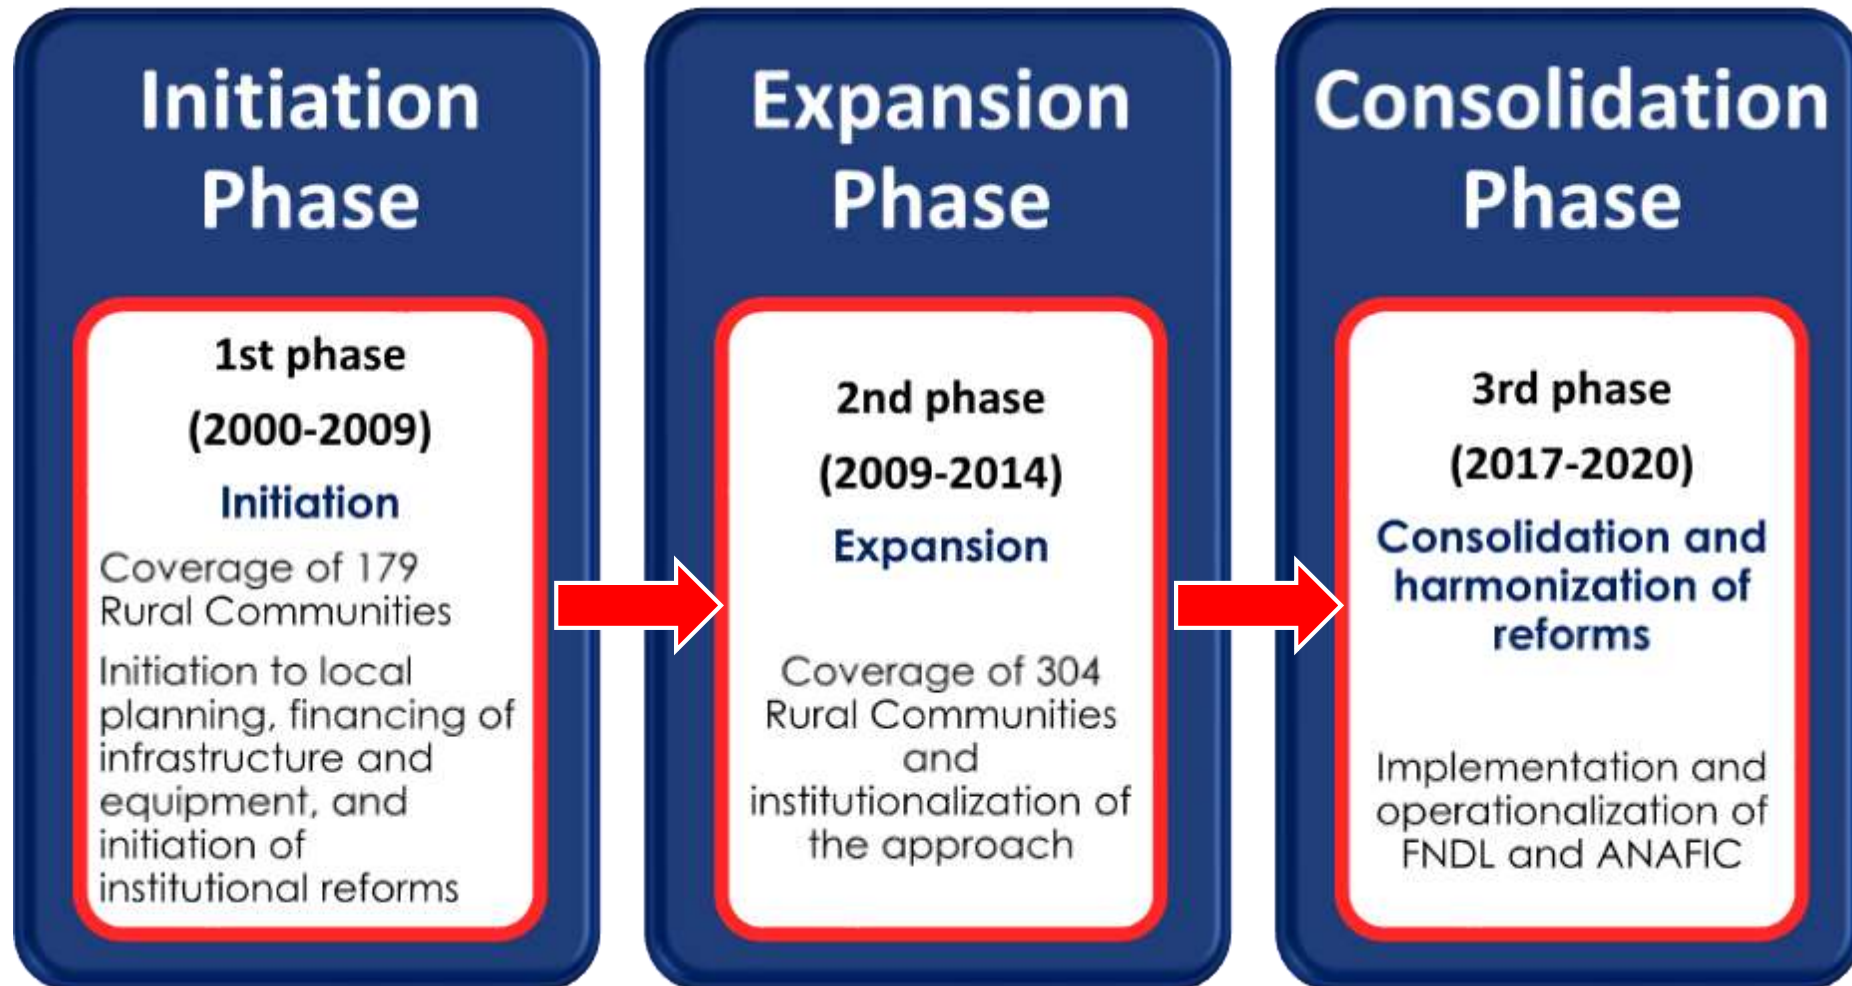 Initiation
Phase
1st phase
(2000-2009)
Initiation
Coverage of 179
Rural Communities
Initiation to local
planning, financing of
infrastructure and
equipment, and
initiation of
institutional reforms
Expansion
Phase
2nd phase
(2009-2014)
Expansion
Coverage of 304
Rural Communities
and
institutionalization of
the approach
Consolidation
Phase
3rd phase
(2017-2020)
Consolidation and
harmonization of
reforms
Implementation and
operationalization of
FNDL and ANAFIC